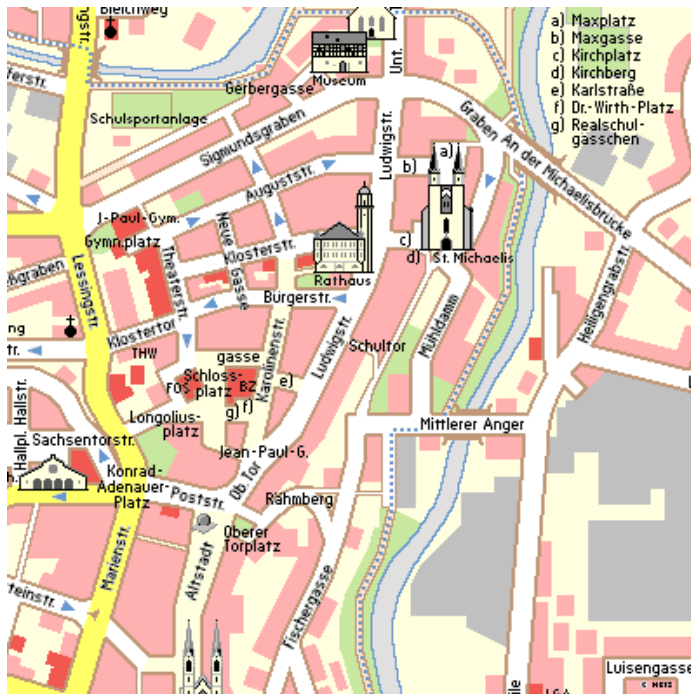 Bleichweg
a) Maxplatz
b) Maxgasse
c) Kirchplatz
d) Kirchberg
e) Karlstraße
f) Dr.-Wirth-Platz
g) Realschul-
gässchen
Unt.
Museum
Gerbergasse
Schulsportanlage
Sigmundsgraben
Ludwigstr.
Graben An der Michaelisbrücke
a)
b)
Auguststr.
J-Paul-Gym.
Gymn.platz
Neue Gasse
Klosterstr.
Theaterstr.
c)
d)
St. Michaelis
Rathaus
Lessingstr.
Heiligengrabstr.
Bürgerstr.
Klostertor
Mühldamm
Schultor
Ludwigstr.
THW
gasse
Karolinenstr.
FOS
Schloss-
platz
BZ
e)
f)
g)
Longolius-
platz
Mittlerer Anger
Hallpl.
Hallstr.
Sachsentorstr.
Jean-Paul-G.
Konrad-
Adenauer-
Platz
Ob. Tor
Poststr.
Rähmberg
Oberer
Torplatz
Altstadt
Marienstr.
Fischergasse
Luisengasse